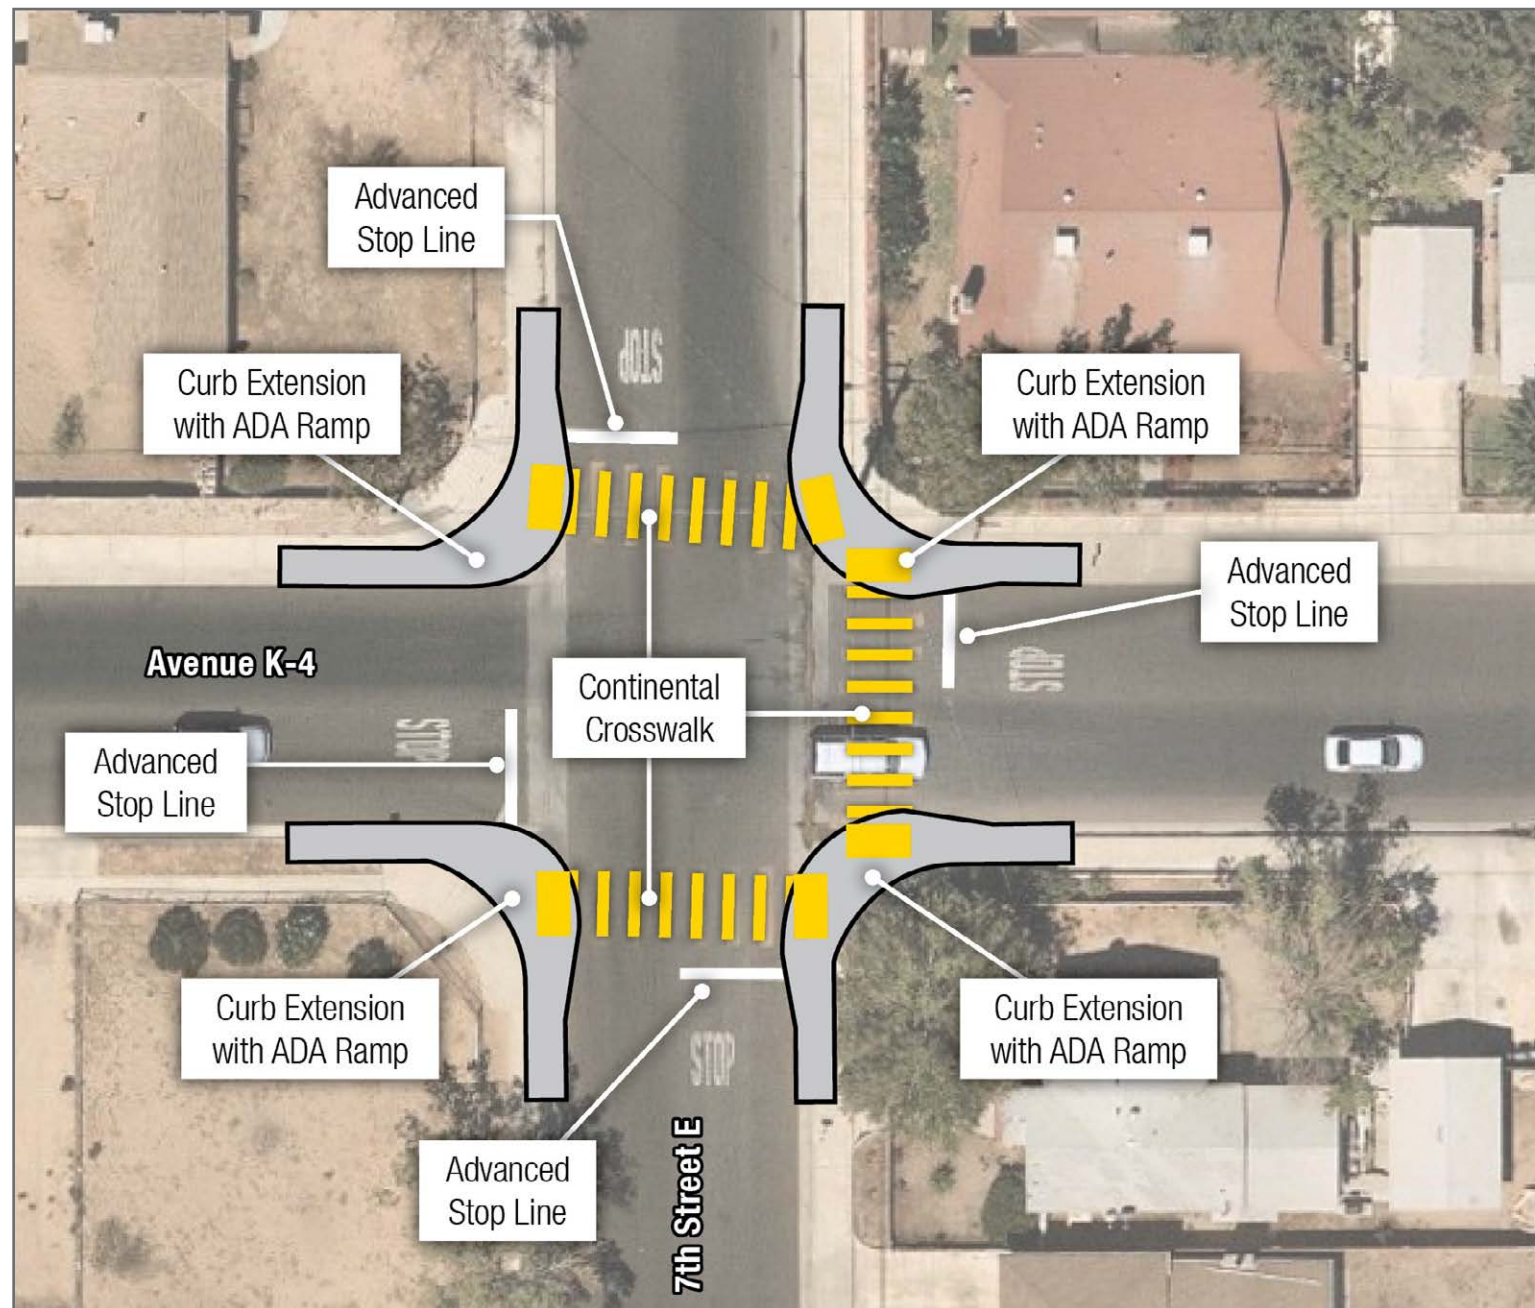 Advanced
Stop Line
STOP
Curb Extension
with ADA Ramp
Curb Extension
with ADA Ramp
Advanced
Stop Line
Avenue K-4
STOP
Continental
Crosswalk
STOP
Advanced
Stop Line
Curb Extension
with ADA Ramp
Curb Extension
with ADA Ramp
STOP
Advanced
Stop Line
7th Street E